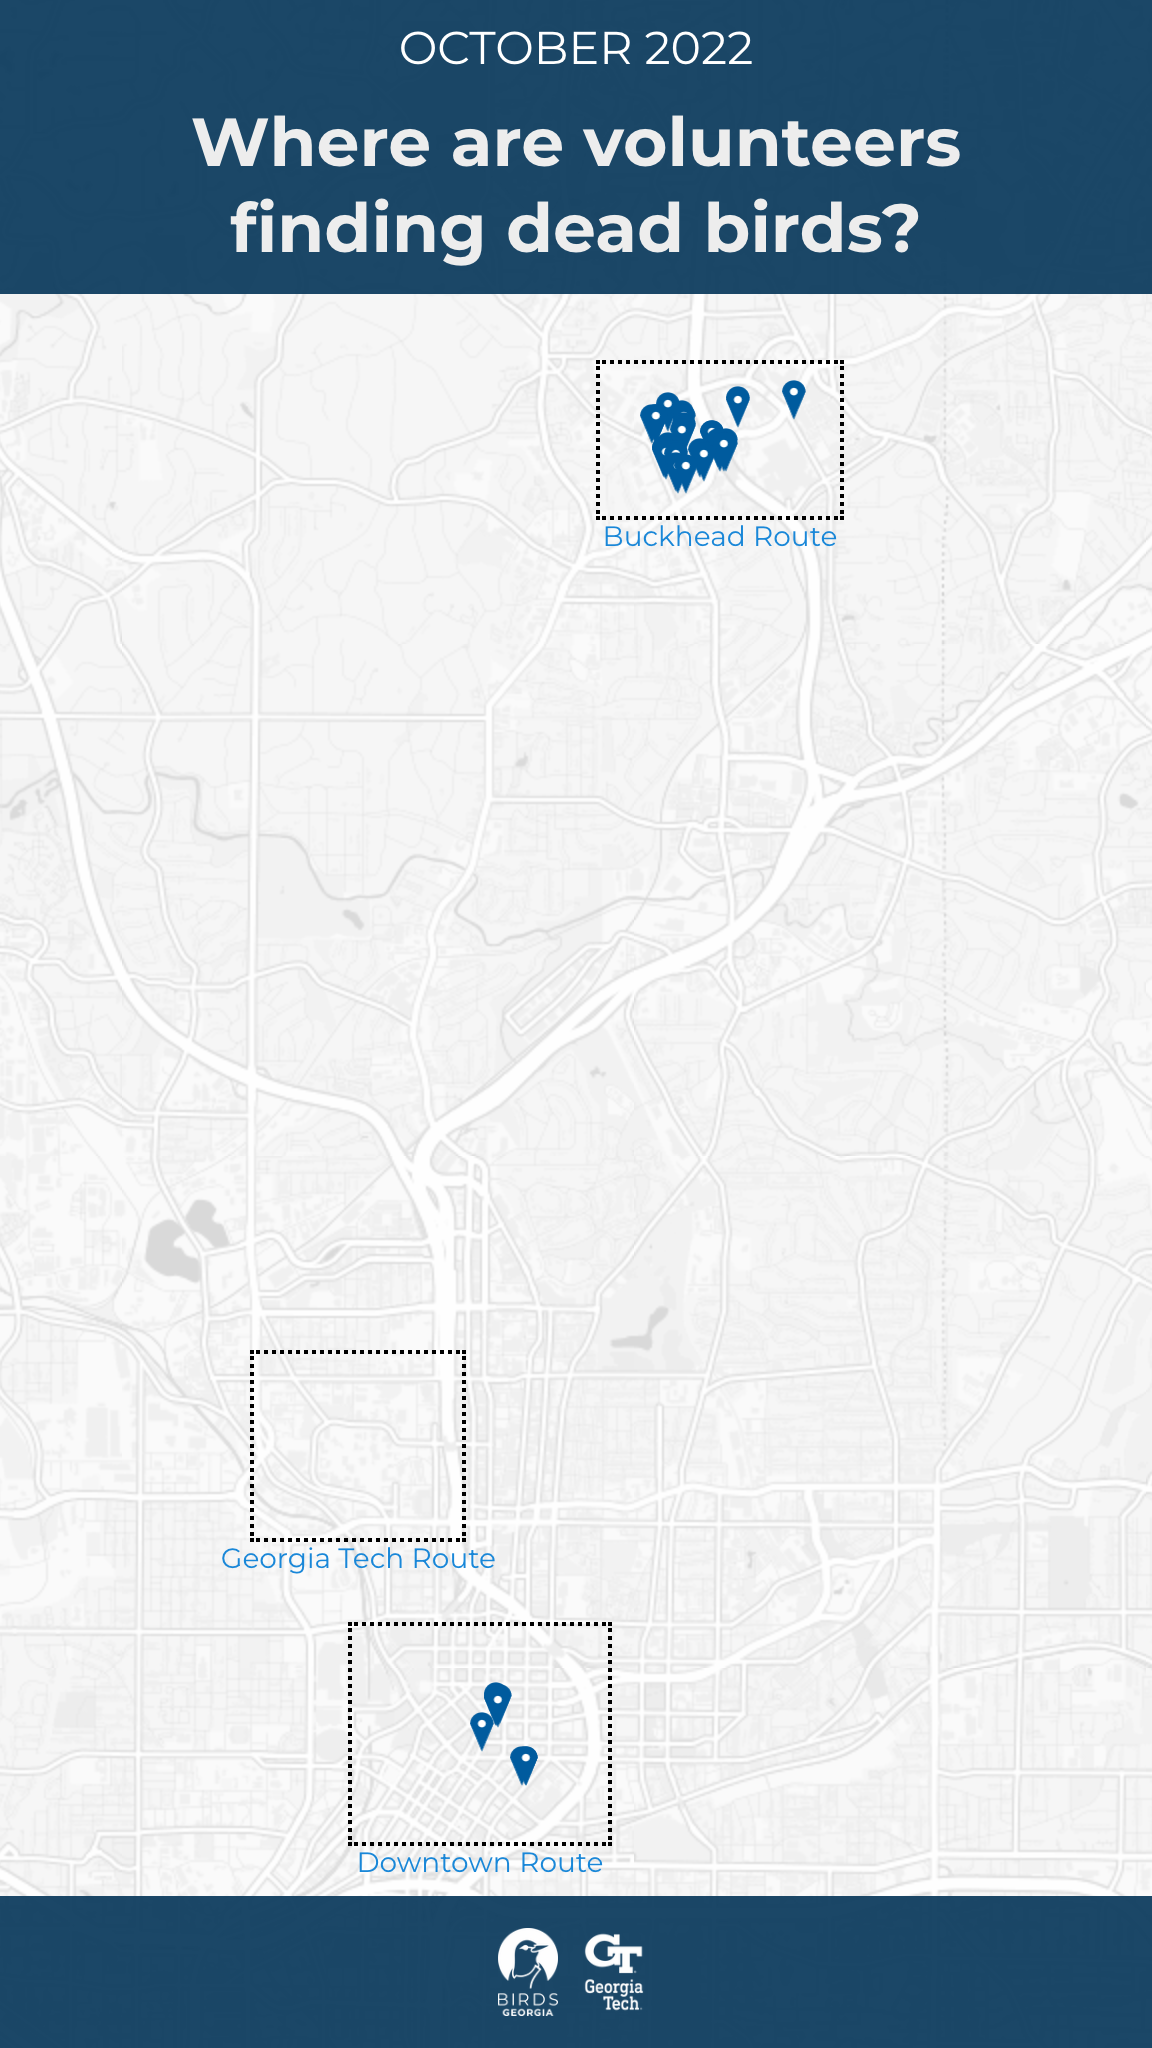 OCTOBER 2022
Where are volunteers
finding dead birds?
Buckhead Route
Georgia Tech Route
Downtown Route
BIRDS
GEORGIA
GT
Georgia
Tech